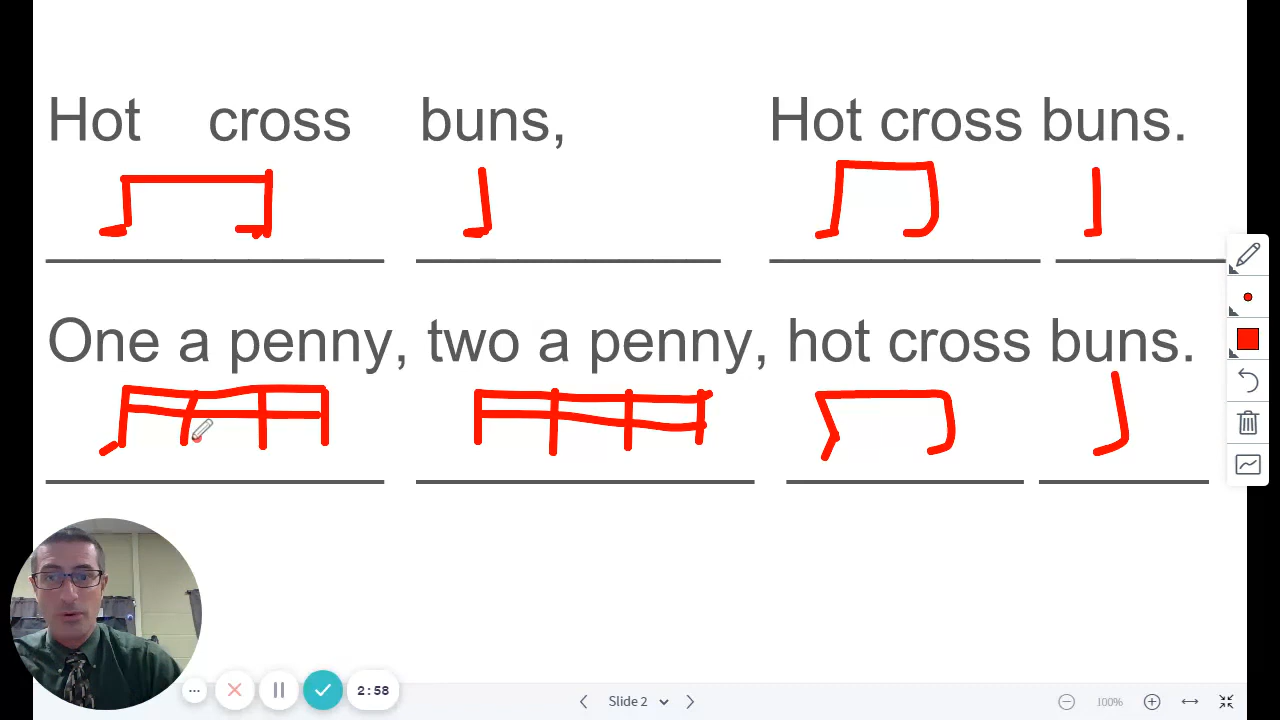 Hot cross buns, Hot cross buns.
One a penny, two a penny, hot cross buns.
2:58
Slide 2
100%